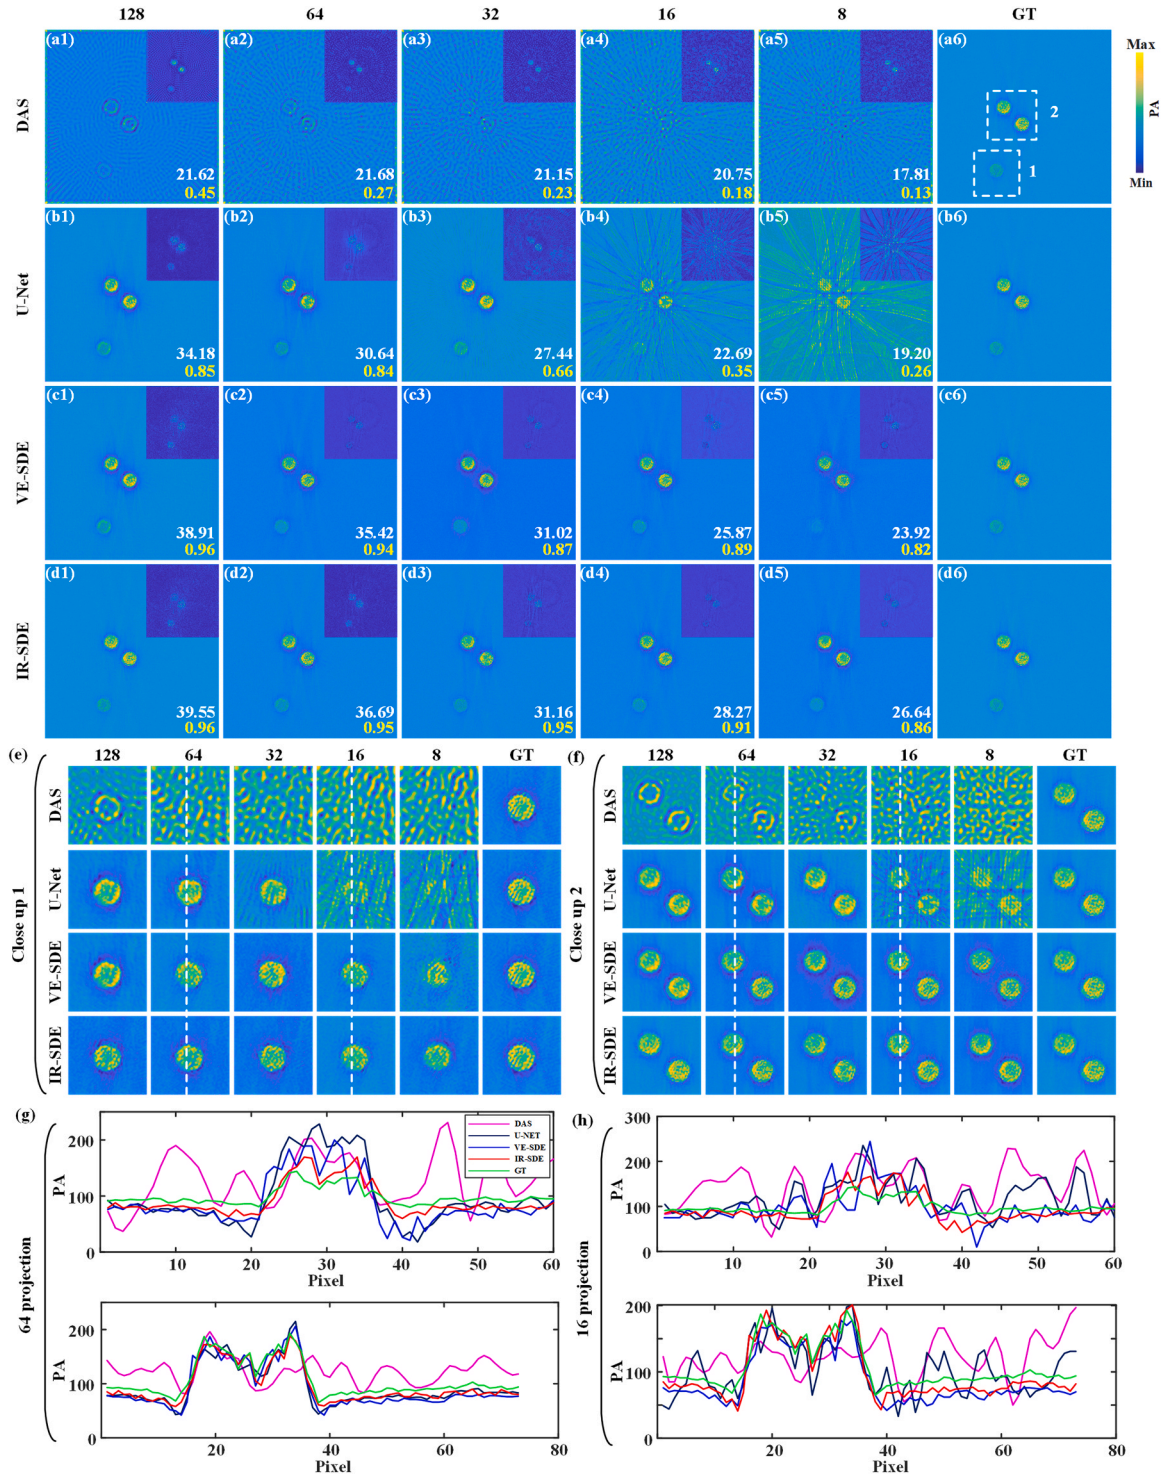 128 64 32 16 8 GT
DAS
(a1) (a2) (a3) (a4) (a5) (a6)
2
1
Max
PA
Min
21.62 21.68 21.15 20.75 17.81
0.45 0.27 0.23 0.18 0.13
U-Net
(b1) (b2) (b3) (b4) (b5) (b6)
34.18 30.64 27.44 22.69 19.20
0.85 0.84 0.66 0.35 0.26
VE-SDE
(c1) (c2) (c3) (c4) (c5) (c6)
38.91 35.42 31.02 25.87 23.92
0.96 0.94 0.87 0.89 0.82
IR-SDE
(d1) (d2) (d3) (d4) (d5) (d6)
39.55 36.69 31.16 28.27 26.64
0.96 0.95 0.95 0.91 0.86
(e) 128 64 32 16 8 GT
Close up 1
DAS
U-Net
VE-SDE
IR-SDE
(f) 128 64 32 16 8 GT
Close up 2
DAS
U-Net
VE-SDE
IR-SDE
(g)
64 projection
PA
200
100
0
10 20 30 40 50 60
Pixel
DAS
U-NET
VE-SDE
IR-SDE
GT
PA
200
100
0
0 20 40 60 80
Pixel
(h)
16 projection
PA
300
200
100
0
10 20 30 40 50 60
Pixel
PA
200
100
0
20 40 60 80
Pixel